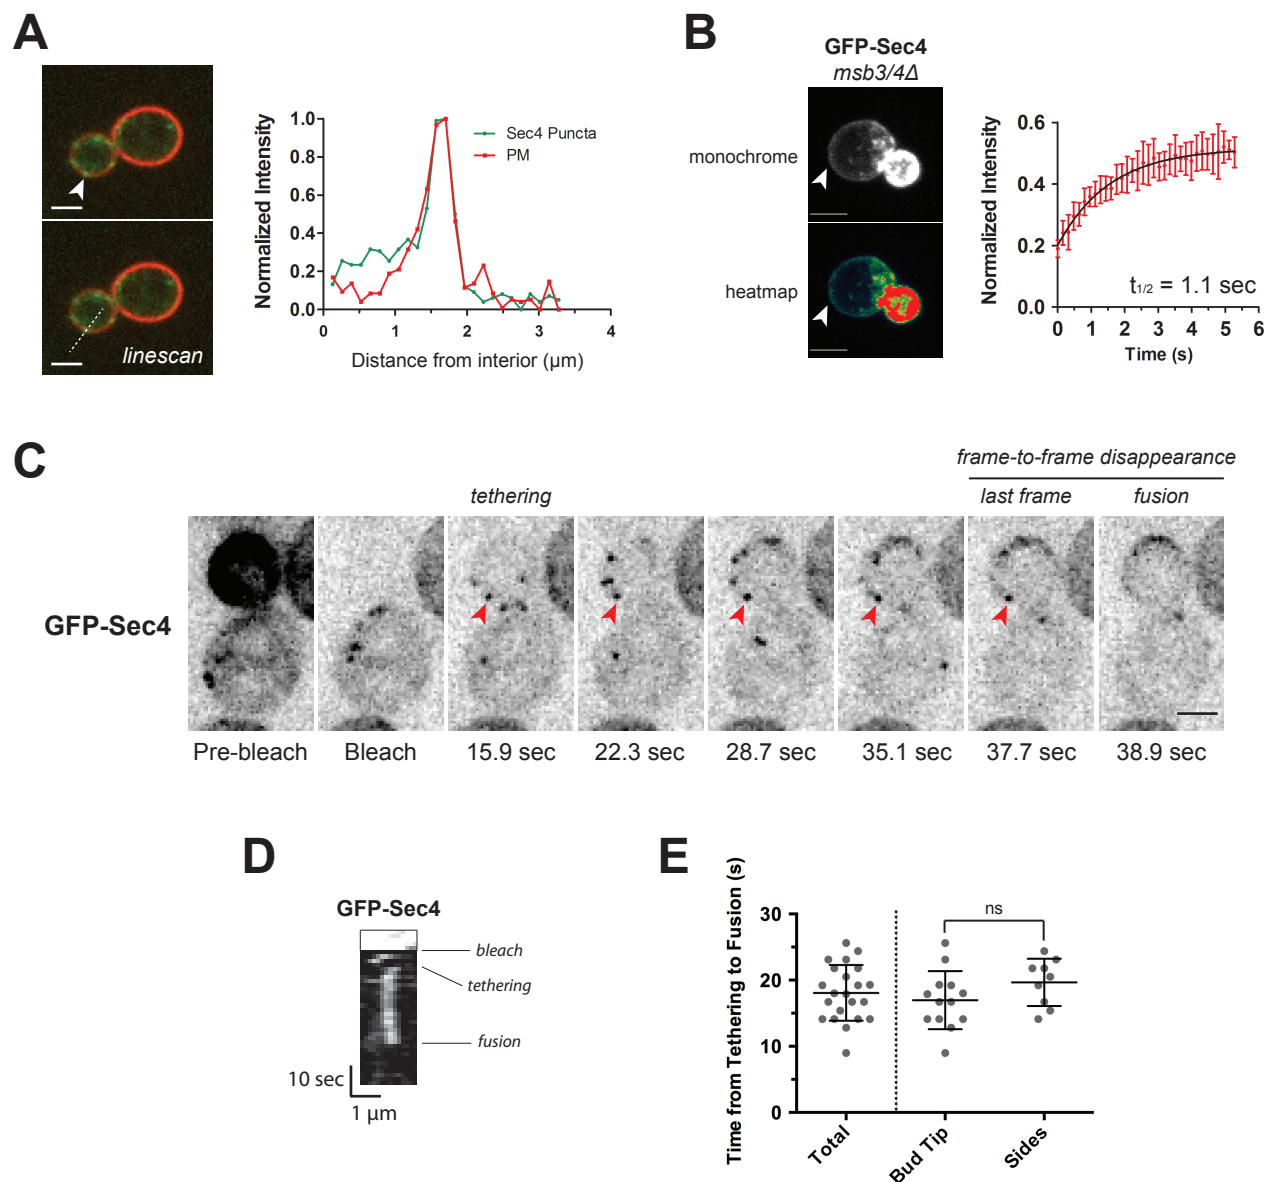 A
linescan
Normalized Intensity
1.0
0.8
0.6
0.4
0.2
0.0
0
1
2
3
4
Distance from interior (µm)
Sec4 Puncta
PM
B
GFP-Sec4
msb3/4Δ
monochrome
heatmap
Normalized Intensity
0.6
0.4
0.2
0.0
0 1 2 3 4 5 6
Time (s)
t1/2 = 1.1 sec
C
frame-to-frame disappearance
tethering
last frame
fusion
GFP-Sec4
Pre-bleach
Bleach
15.9 sec
22.3 sec
28.7 sec
35.1 sec
37.7 sec
38.9 sec
D
GFP-Sec4
bleach
tethering
fusion
10 sec
1 µm
E
Time from Tethering to Fusion (s)
30
20
10
0
ns
Total
Bud Tip
Sides